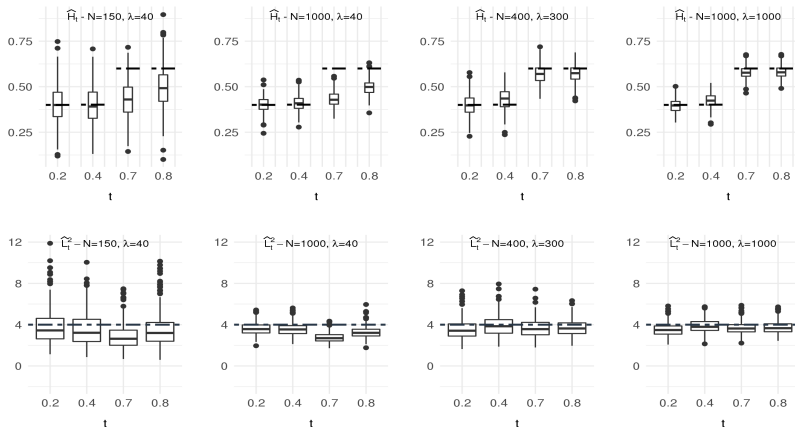 Ĥₜ - N=150, λ=40
Ĥₜ - N=1000, λ=40
Ĥₜ - N=400, λ=300
Ĥₜ - N=1000, λ=1000
0.75 0.75 0.75 0.75
0.50 0.50 0.50 0.50
0.25 0.25 0.25 0.25
0.2 0.4 0.7 0.8 0.2 0.4 0.7 0.8 0.2 0.4 0.7 0.8 0.2 0.4 0.7 0.8
t t t t
L̂ₜ² – N=150, λ=40
L̂ₜ² – N=1000, λ=40
L̂ₜ² – N=400, λ=300
L̂ₜ² – N=1000, λ=1000
12 12 12 12
8 8 8 8
4 4 4 4
0 0 0 0
0.2 0.4 0.7 0.8 0.2 0.4 0.7 0.8 0.2 0.4 0.7 0.8 0.2 0.4 0.7 0.8
t t t t